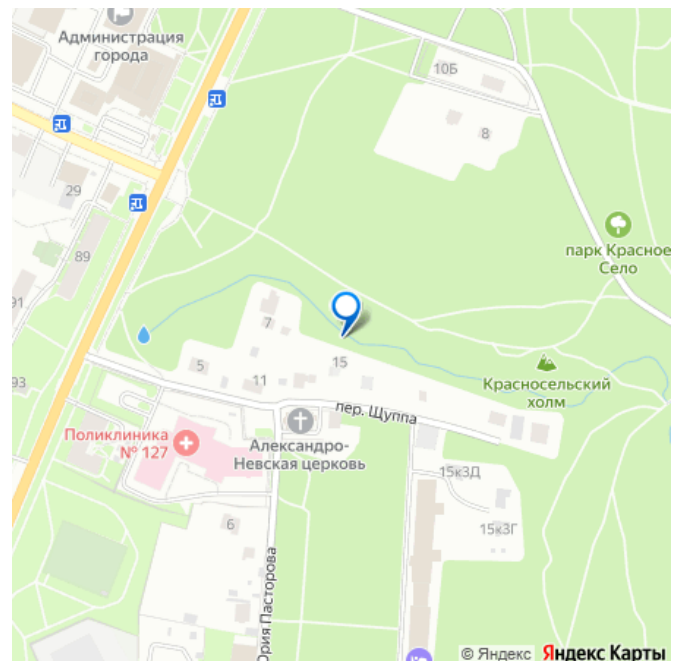 Администрация
города
10Б
8
29
89
парк Красное
Село
91
7
5
11
15
93
Красносельский
холм
пер. Щуппа
Поликлиника
№ 127
Александро-
Невская церковь
15к3Д
6
15к3Г
Юрия Пасторова
© Яндекс Яндекс Карты